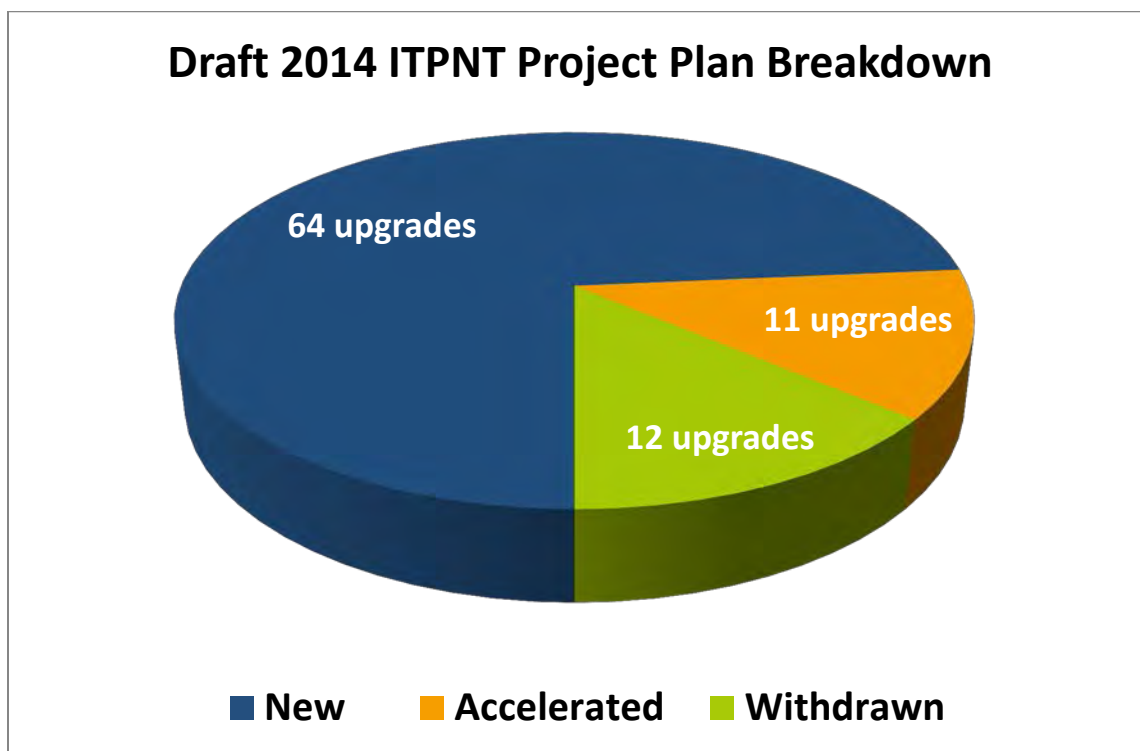 Draft 2014 ITPNT Project Plan Breakdown
64 upgrades
11 upgrades
12 upgrades
New Accelerated Withdrawn